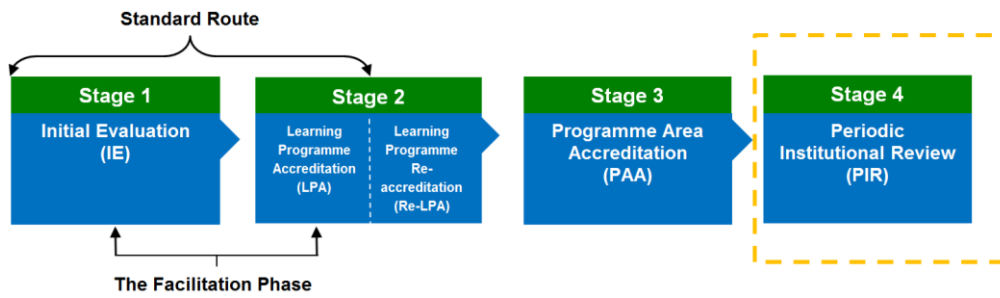 Standard Route
Stage 1
Initial Evaluation
(IE)
Stage 2
Learning
Programme
Accreditation
(LPA)
Learning
Programme
Re-
accreditation
(Re-LPA)
Stage 3
Programme Area
Accreditation
(PAA)
Stage 4
Periodic
Institutional Review
(PIR)
The Facilitation Phase